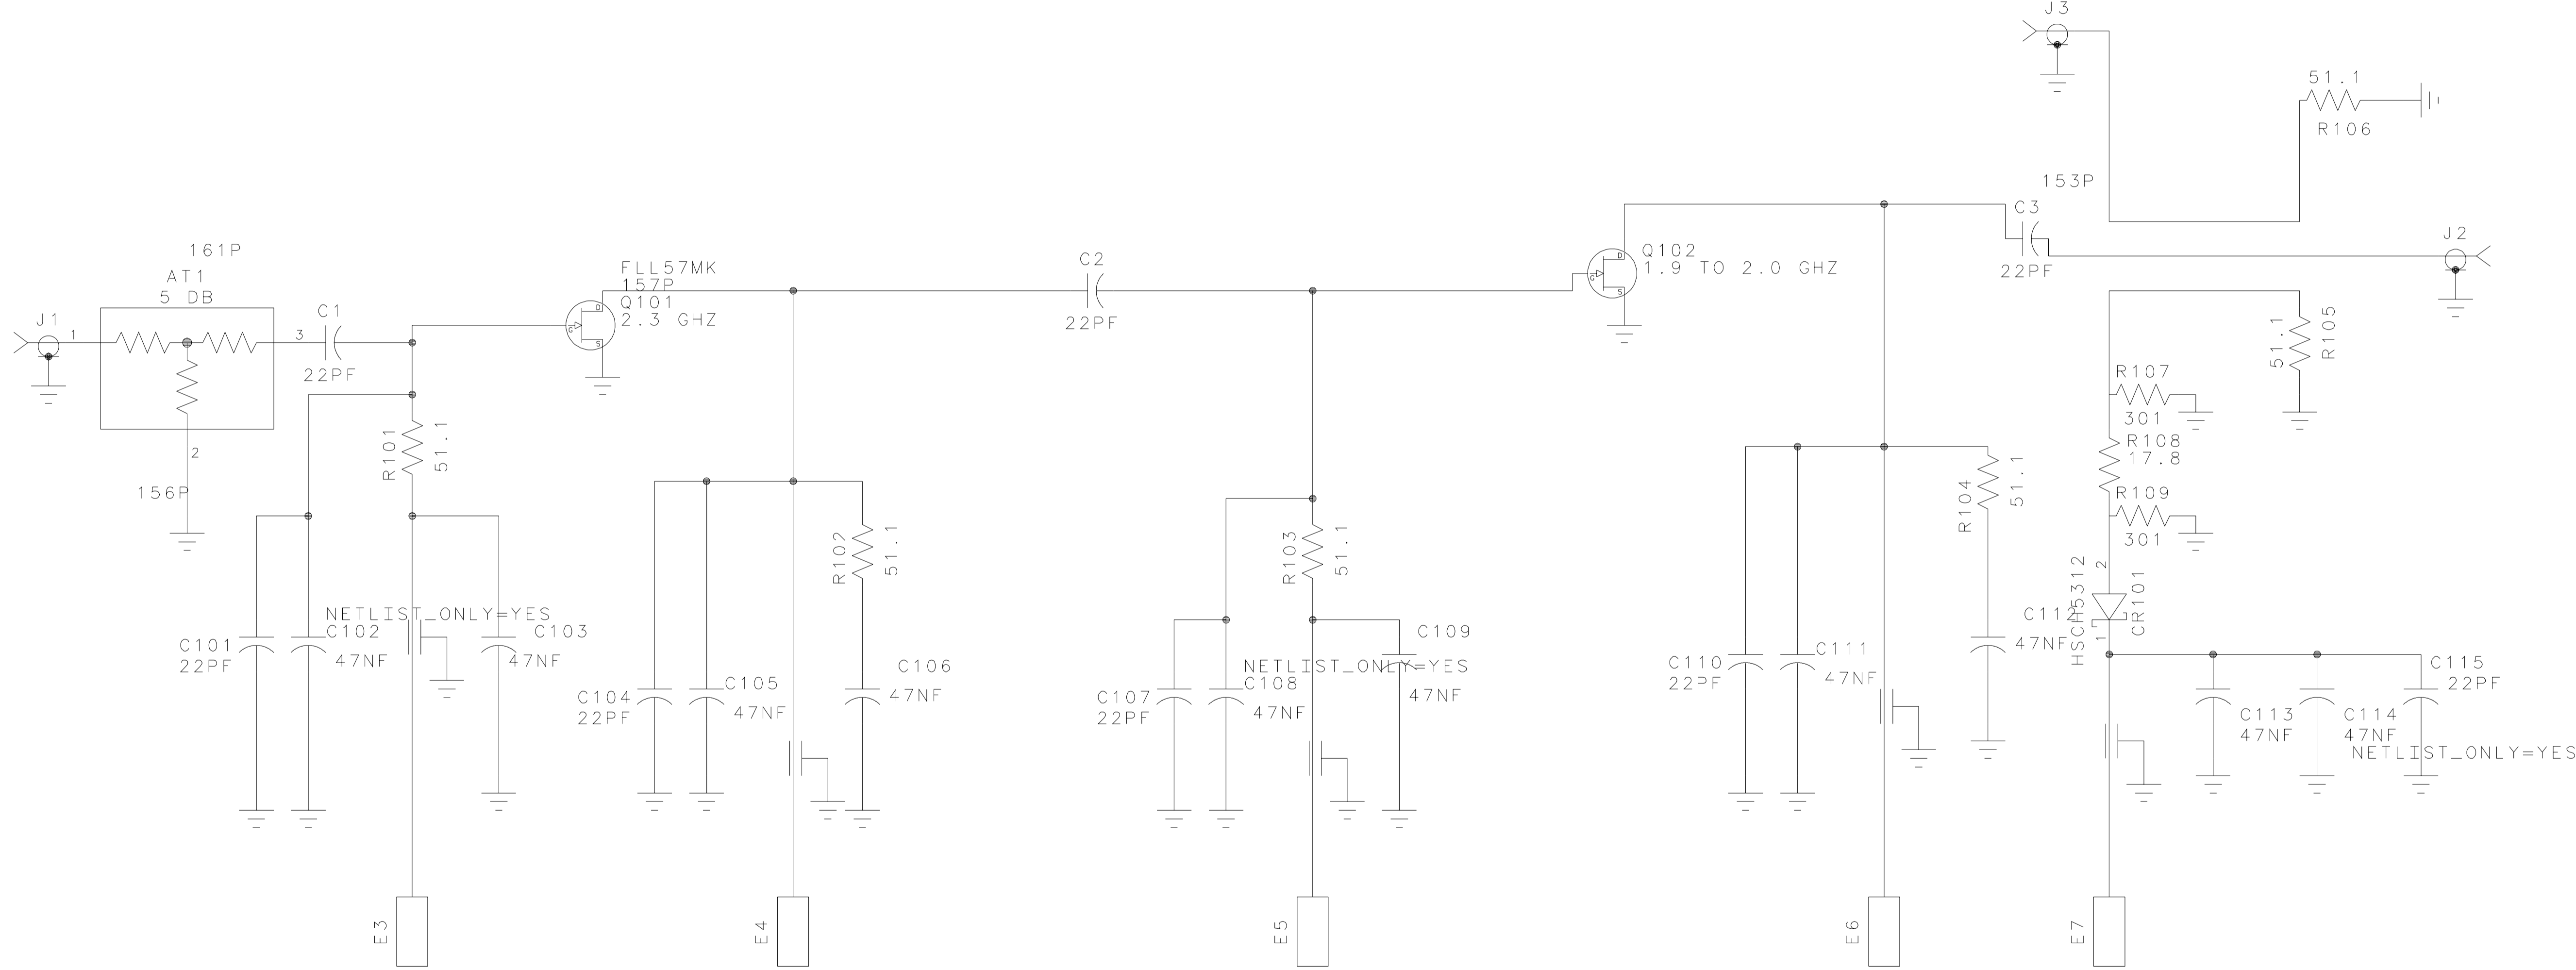 J3
51.1
R106
153P
C3
22PF
J2
161P
AT1
5 DB
J1
1
3
2
156P
C1
22PF
FLL57MK
157P
Q101
2.3 GHZ
D
G
S
C2
22PF
Q102
1.9 TO 2.0 GHZ
D
G
S
R101
51.1
NETLIST_ONLY=YES
C101
22PF
C102
47NF
C103
47NF
R102
51.1
C104
22PF
C105
47NF
C106
47NF
R103
51.1
NETLIST_ONLY=YES
C107
22PF
C108
47NF
C109
47NF
R104
51.1
C110
22PF
C111
47NF
C112
47NF
R105
51.1
R107
301
R108
17.8
R109
301
2
HSCH5312
CR101
1
C113
47NF
C114
47NF
C115
22PF
NETLIST_ONLY=YES
E3
E4
E5
E6
E7